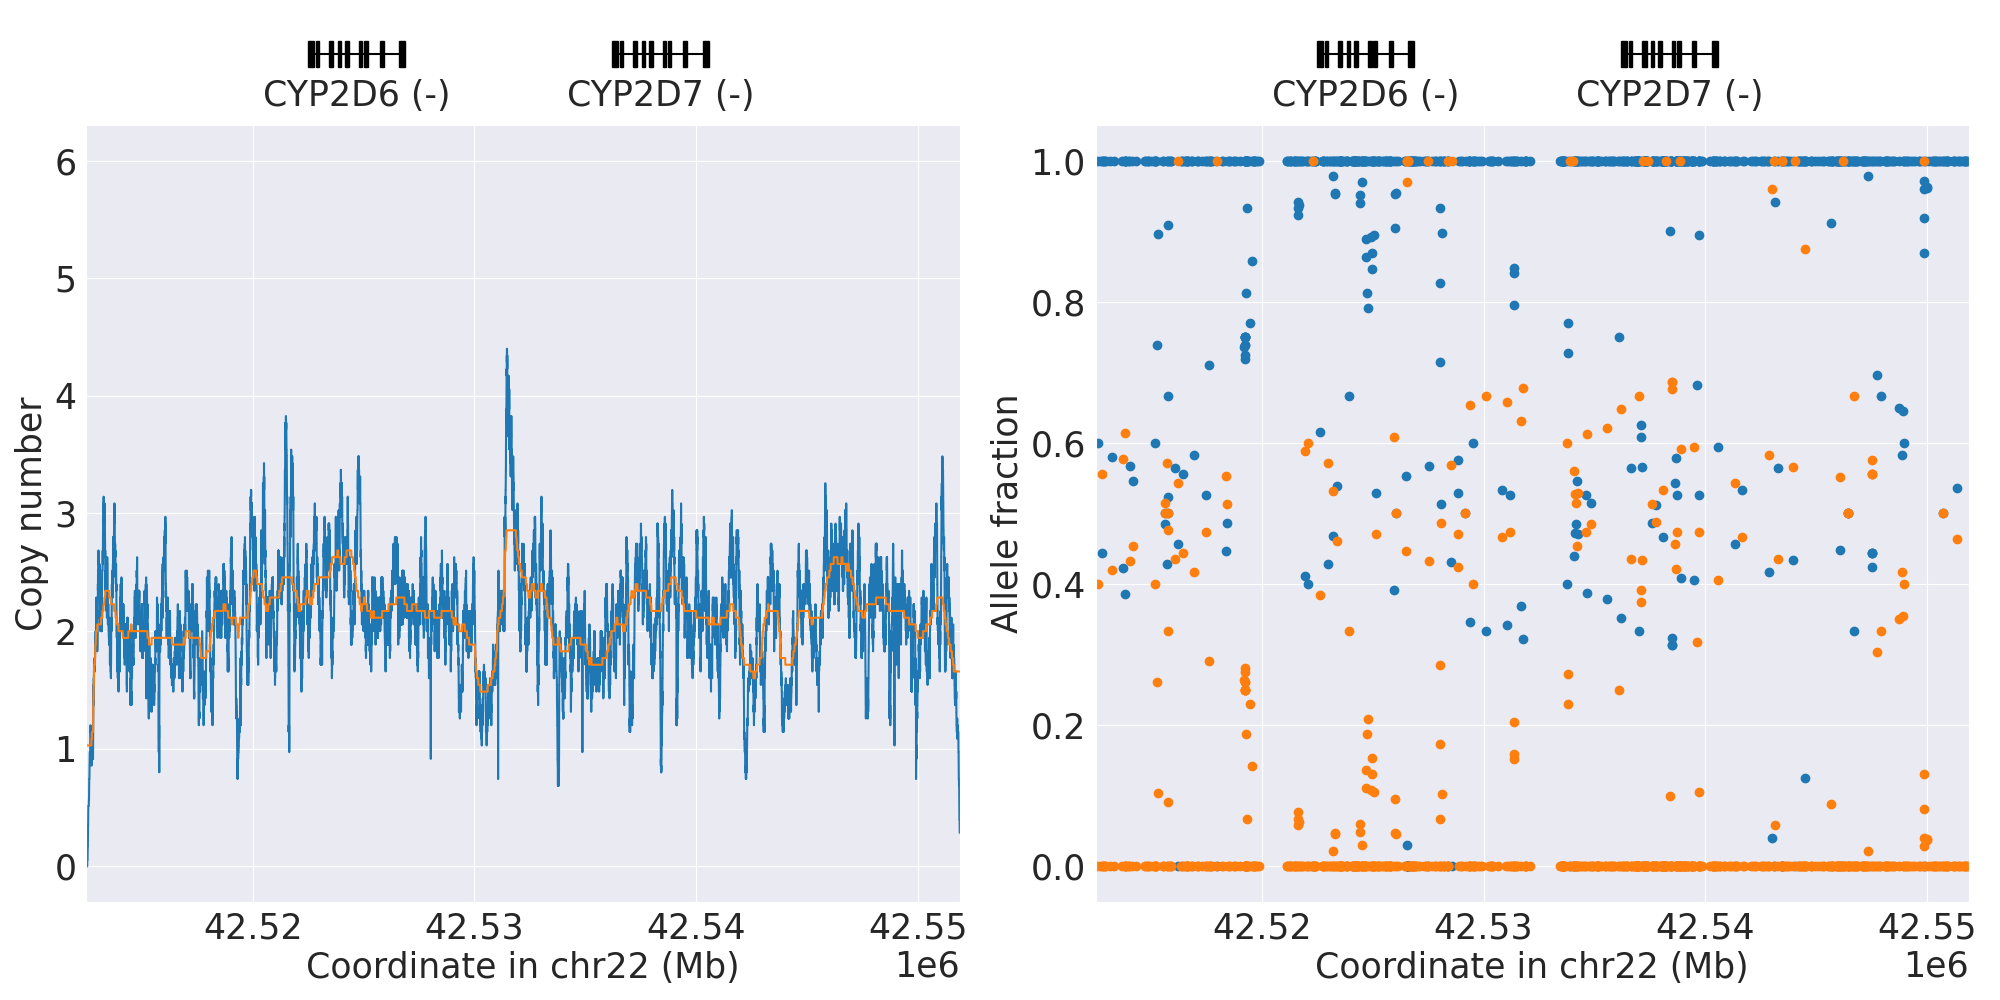 CYP2D6 (-) CYP2D7 (-)
6
5
4
3
2
1
0
Copy number
42.52 42.53 42.54 42.55
Coordinate in chr22 (Mb) 1e6
CYP2D6 (-) CYP2D7 (-)
1.0
0.8
0.6
0.4
0.2
0.0
Allele fraction
42.52 42.53 42.54 42.55
Coordinate in chr22 (Mb) 1e6